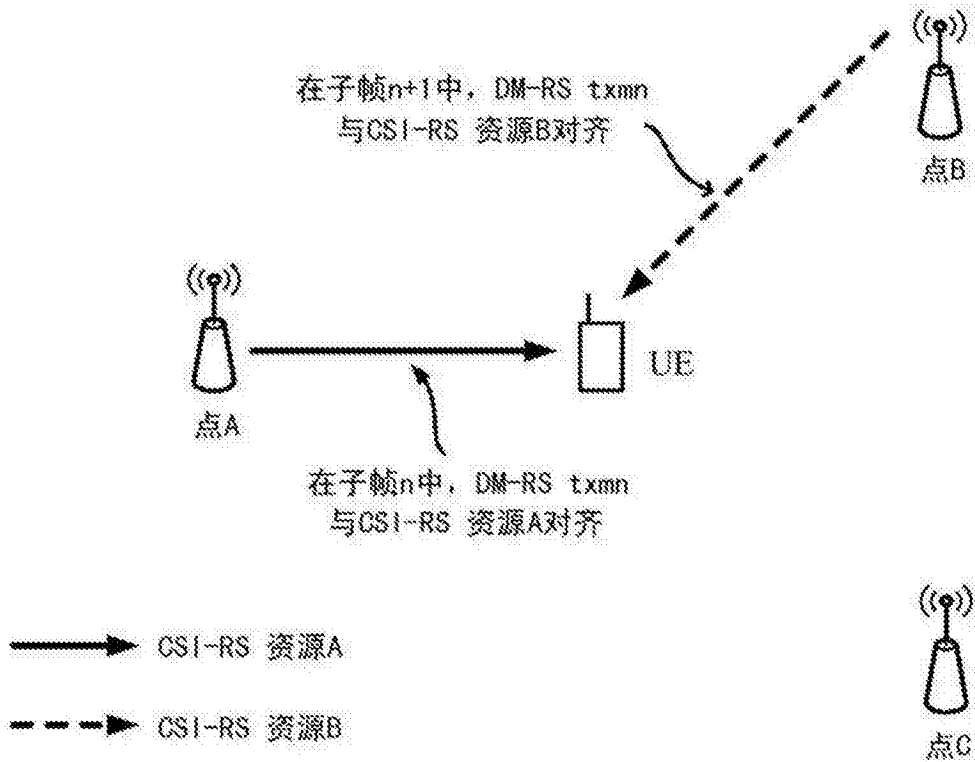 在子帧n+1中，DM-RS txmn
与CSI-RS 资源B对齐
点B
UE
点A
在子帧n中，DM-RS txmn
与CSI-RS 资源A对齐
CSI-RS 资源A
CSI-RS 资源B
点C